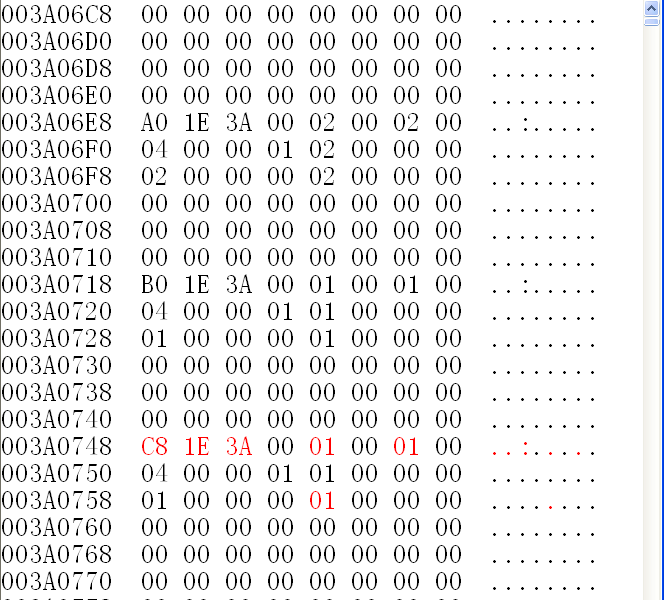 003A06C8 00 00 00 00 00 00 00 00 ........
003A06D0 00 00 00 00 00 00 00 00 ........
003A06D8 00 00 00 00 00 00 00 00 ........
003A06E0 00 00 00 00 00 00 00 00 ........
003A06E8 A0 1E 3A 00 02 00 02 00 ..:.....
003A06F0 04 00 00 01 02 00 00 00 ........
003A06F8 02 00 00 00 02 00 00 00 ........
003A0700 00 00 00 00 00 00 00 00 ........
003A0708 00 00 00 00 00 00 00 00 ........
003A0710 00 00 00 00 00 00 00 00 ........
003A0718 B0 1E 3A 00 01 00 01 00 ..:.....
003A0720 04 00 00 01 01 00 00 00 ........
003A0728 01 00 00 00 01 00 00 00 ........
003A0730 00 00 00 00 00 00 00 00 ........
003A0738 00 00 00 00 00 00 00 00 ........
003A0740 00 00 00 00 00 00 00 00 ........
003A0748 C8 1E 3A 00 01 00 01 00 ..:.....
003A0750 04 00 00 01 01 00 00 00 ........
003A0758 01 00 00 00 01 00 00 00 ........
003A0760 00 00 00 00 00 00 00 00 ........
003A0768 00 00 00 00 00 00 00 00 ........
003A0770 00 00 00 00 00 00 00 00 ........